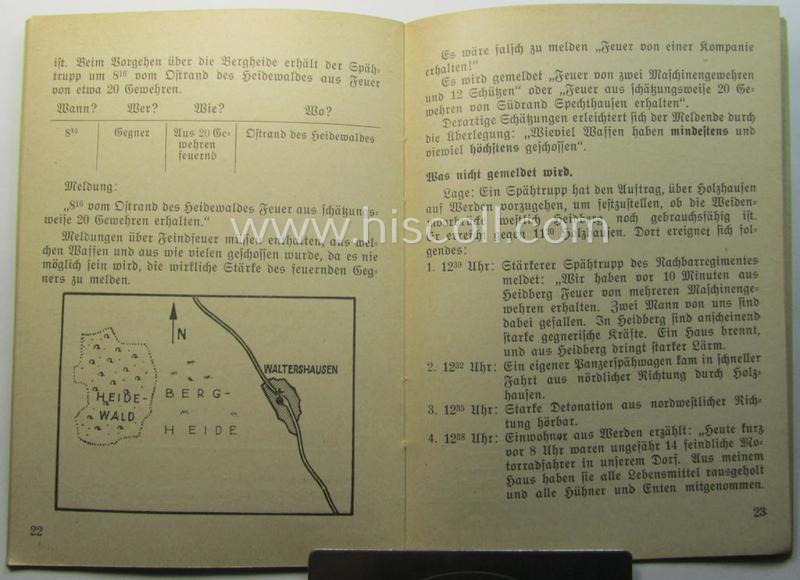 ist. Beim Vorgehen über die Bergheide erhält der Späh-
trupp um 8¹⁶ vom Ostrand des Heidewaldes aus Feuer
von etwa 20 Gewehren.
Wann? Wer? Wie? Wo?
8¹⁶ Gegner Aus 20 Ge- Ostrand des Heidewaldes
wehren
feuernd
Meldung:
„8¹⁶ vom Ostrand des Heidewaldes Feuer aus schätzungs-
weise 20 Gewehren erhalten.“
Meldungen über Feindfeuer müssen enthalten, aus wel-
chen Waffen und aus wie vielen geschossen wurde, da es nie
möglich sein wird, die wirkliche Stärke des feuernden Geg-
ners zu melden.
N
WALTERSHAUSEN
HEIDE-
WALD
BERG-
HEIDE
22
Es wäre falsch zu melden „Feuer von einer Kompanie
erhalten!“
Es wird gemeldet „Feuer von zwei Maschinengewehren
und 12 Schützen“ oder „Feuer aus schätzungsweise 20 Ge-
wehren von Südrand Spechthausen erhalten“.
Derartige Schätzungen erleichtert sich der Meldende durch
die Überlegung: „Wieviel Waffen haben mindestens und
wieviel höchstens geschossen“.
Was nicht gemeldet wird.
Lage: Ein Spähtrupp hat den Auftrag, über Holzhausen
auf Werden vorzugehen, um festzustellen, ob die Weiden-
westlich Heidberg noch gebrauchsfähig ist.
Er erreicht gegen Holzhausen. Dort ereignet sich fol-
gendes:
1. 12³⁰ Uhr: Stärkerer Spähtrupp des Nachbarregimentes
meldet: „Wir haben vor 10 Minuten aus
Heidberg Feuer von mehreren Maschinenge-
wehren erhalten. Zwei Mann von uns sind
dabei gefallen. In Heidberg sind anscheinend
starke gegnerische Kräfte. Ein Haus brennt,
und aus Heidberg dringt starker Lärm.
2. 12³² Uhr: Ein eigener Panzerspähwagen kam in schneller
Fahrt aus nördlicher Richtung durch Holz-
hausen.
3. 12³⁵ Uhr: Starke Detonation aus nordwestlicher Rich-
tung hörbar.
4. 12³⁸ Uhr: Einwohner aus Werden erzählt: „Heute kurz
vor 8 Uhr waren ungefähr 14 feindliche Mo-
torradfahrer in unserem Dorf. Aus meinem
Haus haben sie alle Lebensmittel rausgeholt
und alle Hühner und Enten mitgenommen.
23
www.hiscoll.com